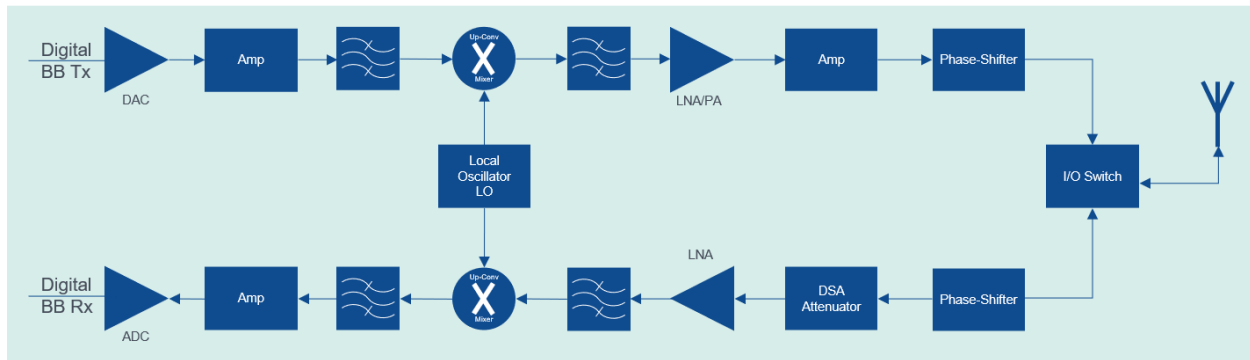 Digital
BB Tx
DAC
Amp
Up-Conv
Mixer
LNA/PA
Amp
Phase-Shifter
Local
Oscillator
LO
I/O Switch
Digital
BB Rx
ADC
Amp
Up-Conv
Mixer
LNA
DSA
Attenuator
Phase-Shifter